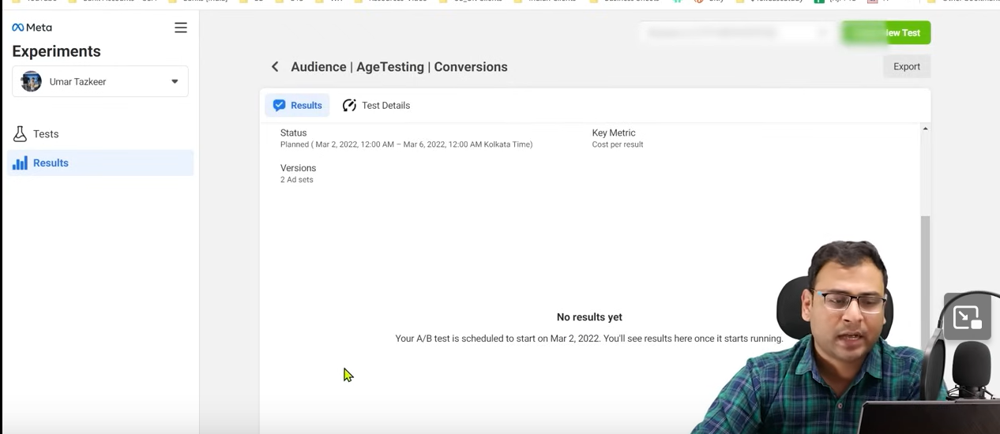 Meta
Experiments
Umar Tazkeer
Tests
Results
New Test
Audience | AgeTesting | Conversions
Export
Results
Test Details
Status
Planned ( Mar 2, 2022, 12:00 AM – Mar 6, 2022, 12:00 AM Kolkata Time)
Key Metric
Cost per result
Versions
2 Ad sets
No results yet
Your A/B test is scheduled to start on Mar 2, 2022. You'll see results here once it starts running.